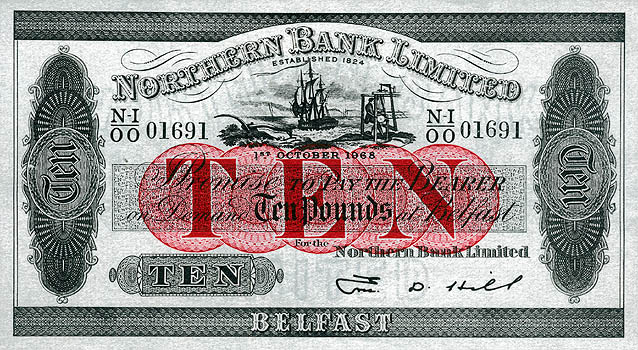 NORTHERN BANK LIMITED
ESTABLISHED 1824
N-I
00 01691
N-I
00 01691
1ST OCTOBER 1968
TEN
Promise TO PAY THE BEARER
on Demand Ten Pounds at Belfast
For the Northern Bank Limited
Ten
Ten
TEN
D. Hill
BELFAST